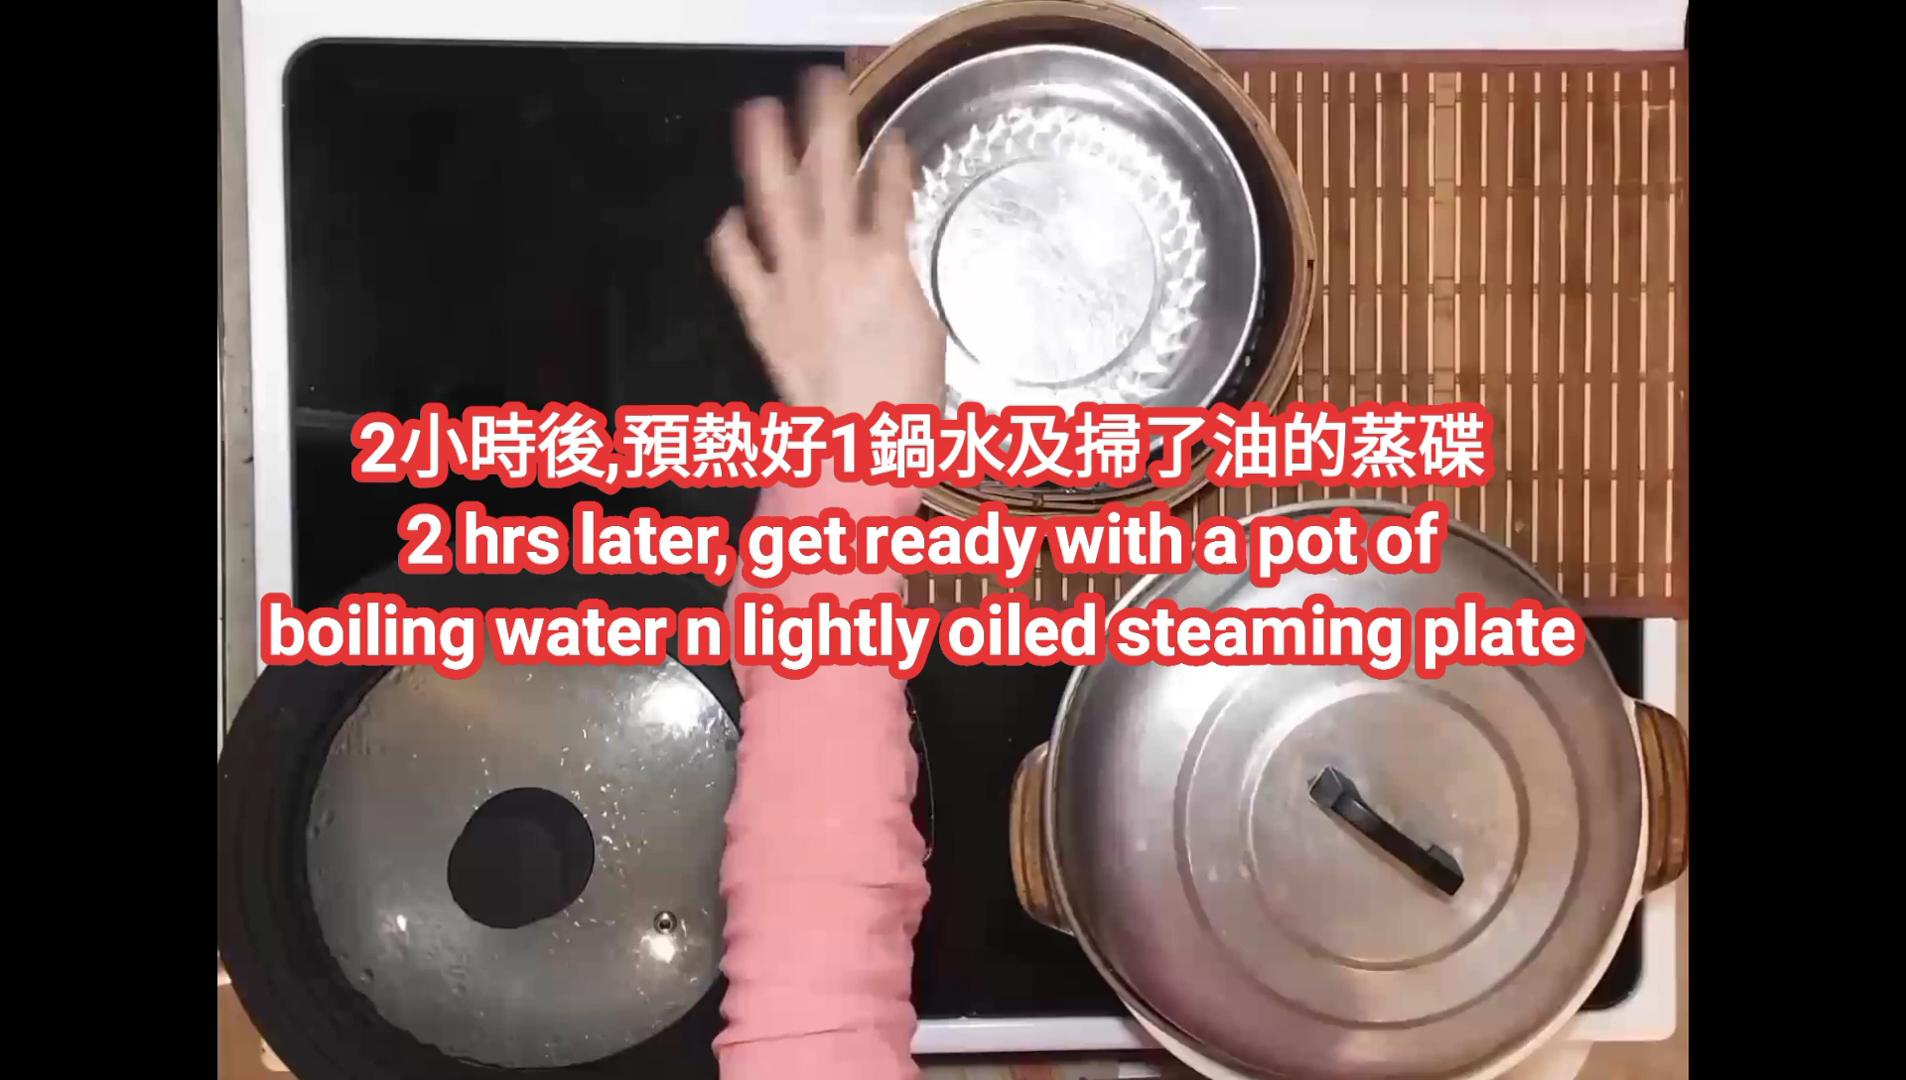 2小時後,預熱好1鍋水及掃了油的蒸碟
2 hrs later, get ready with a pot of
boiling water n lightly oiled steaming plate